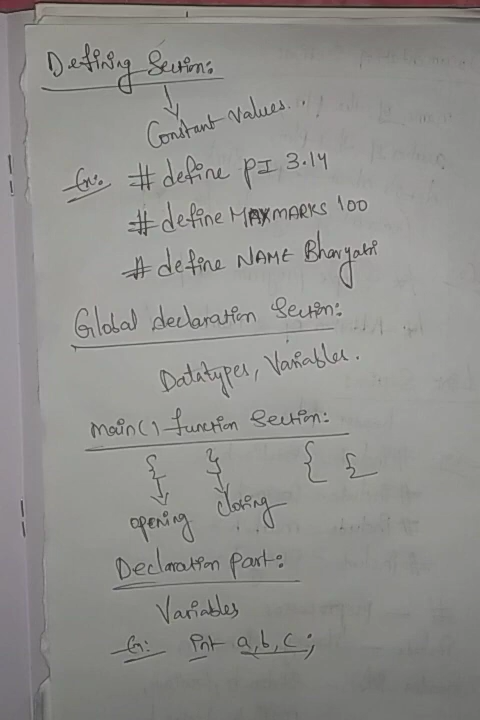 Defining Section:
Constant Values..
Ex: # define PI 3.14
# define MAXMARKS 100
# define NAME Bhavyasri
Global declaration Section:
Datatypes, Variables.
main() function Section:
{ } { {
opening closing
Declaration Part:
Variables
Ex: int a,b,c;